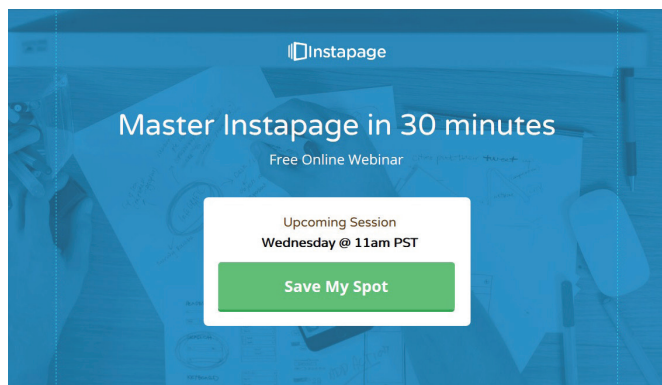 Instapage
Master Instapage in 30 minutes
Free Online Webinar
Upcoming Session
Wednesday @ 11am PST
Save My Spot